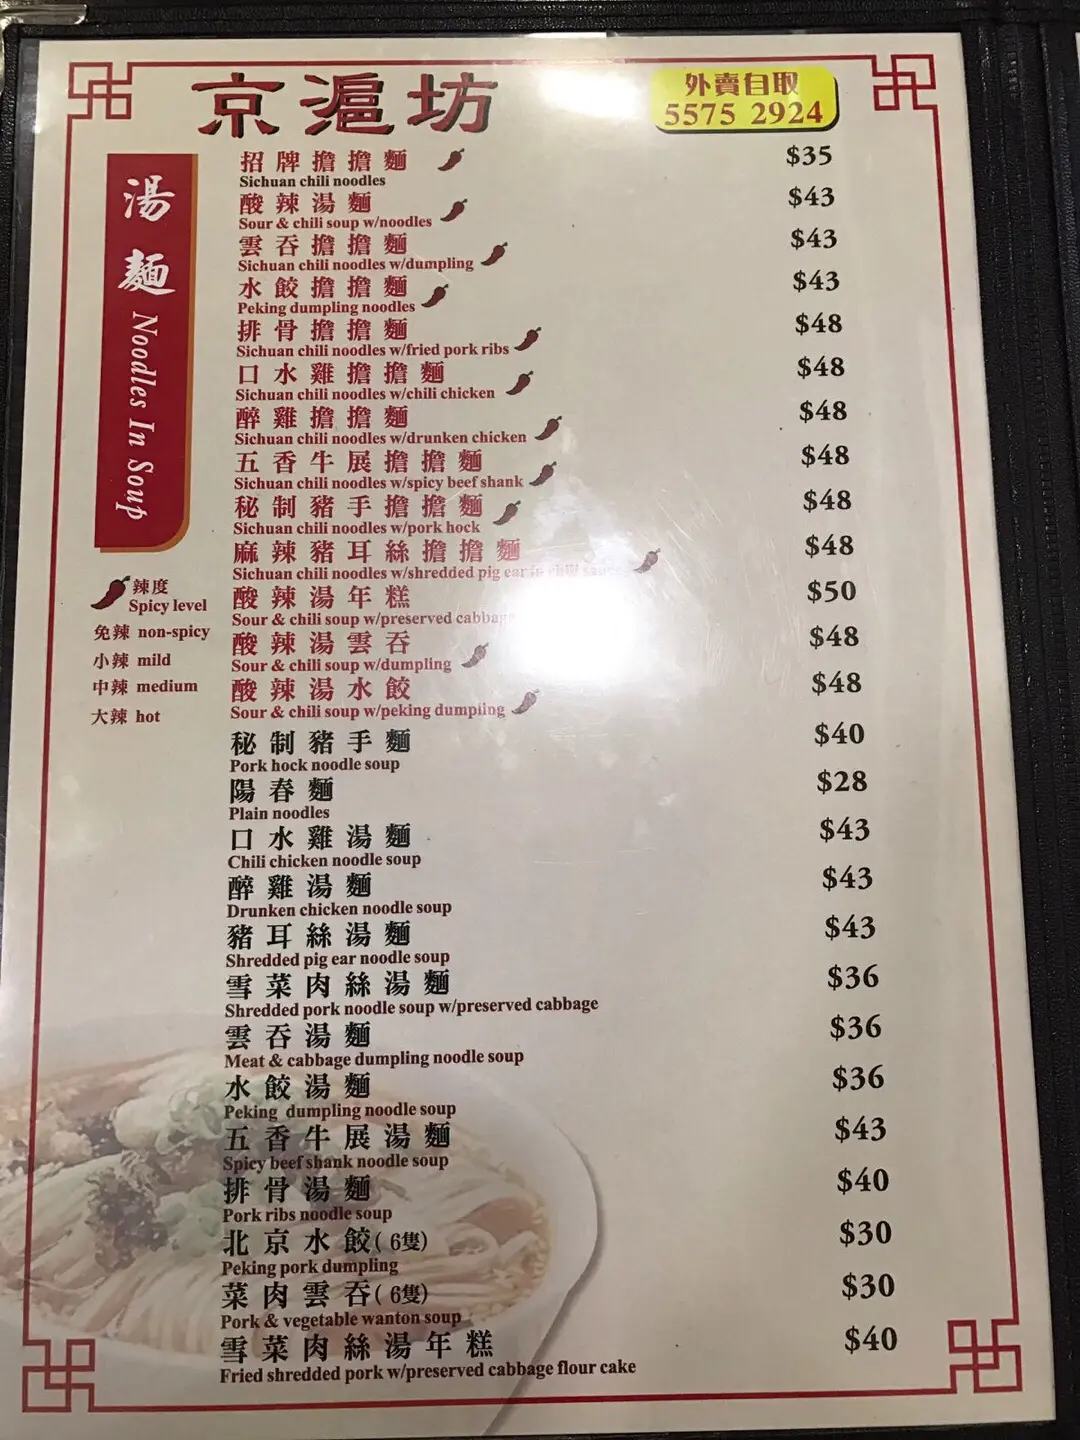 京滬坊
外賣自取
5575 2924
湯麵 Noodles In Soup
招牌擔擔麵 $35
Sichuan chili noodles
酸辣湯麵 $43
Sour & chili soup w/noodles
雲吞擔擔麵 $43
Sichuan chili noodles w/dumpling
水餃擔擔麵 $43
Peking dumpling noodles
排骨擔擔麵 $48
Sichuan chili noodles w/fried pork ribs
口水雞擔擔麵 $48
Sichuan chili noodles w/chili chicken
醉雞擔擔麵 $48
Sichuan chili noodles w/drunken chicken
五香牛展擔擔麵 $48
Sichuan chili noodles w/spicy beef shank
秘制豬手擔擔麵 $48
Sichuan chili noodles w/pork hock
麻辣豬耳絲擔擔麵 $48
Sichuan chili noodles w/shredded pig ear in
酸辣湯年糕 $50
Sour & chili soup w/preserved cabbage
酸辣湯雲吞 $48
Sour & chili soup w/dumpling
酸辣湯水餃 $48
Sour & chili soup w/peking dumpling
辣度
Spicy level
免辣 non-spicy
小辣 mild
中辣 medium
大辣 hot
秘制豬手麵 $40
Pork hock noodle soup
陽春麵 $28
Plain noodles
口水雞湯麵 $43
Chili chicken noodle soup
醉雞湯麵 $43
Drunken chicken noodle soup
豬耳絲湯麵 $43
Shredded pig ear noodle soup
雪菜肉絲湯麵 $36
Shredded pork noodle soup w/preserved cabbage
雲吞湯麵 $36
Meat & cabbage dumpling noodle soup
水餃湯麵 $36
Peking dumpling noodle soup
五香牛展湯麵 $43
Spicy beef shank noodle soup
排骨湯麵 $40
Pork ribs noodle soup
北京水餃(6隻) $30
Peking pork dumpling
菜肉雲吞(6隻) $30
Pork & vegetable wanton soup
雪菜肉絲湯年糕 $40
Fried shredded pork w/preserved cabbage flour cake